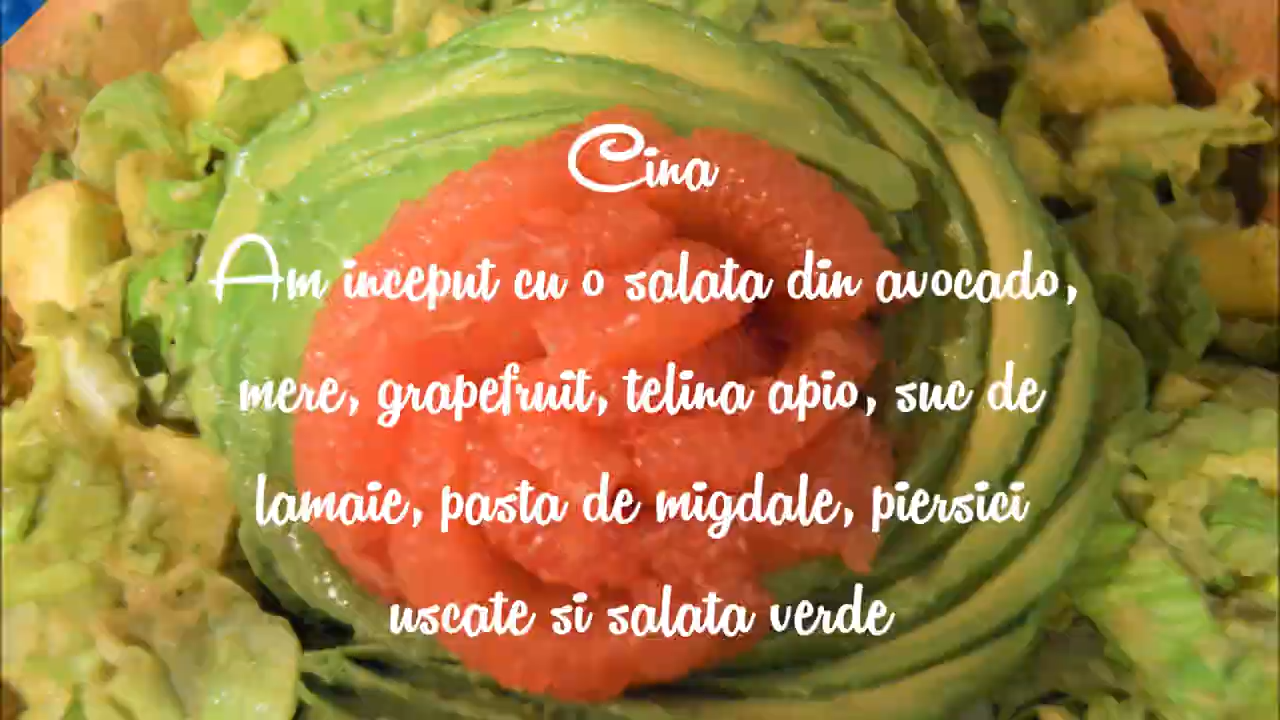 Cina
Am inceput cu o salata din avocado,
mere, grapefruit, telina apio, suc de
lamaie, pasta de migdale, piersici
uscate si salata verde